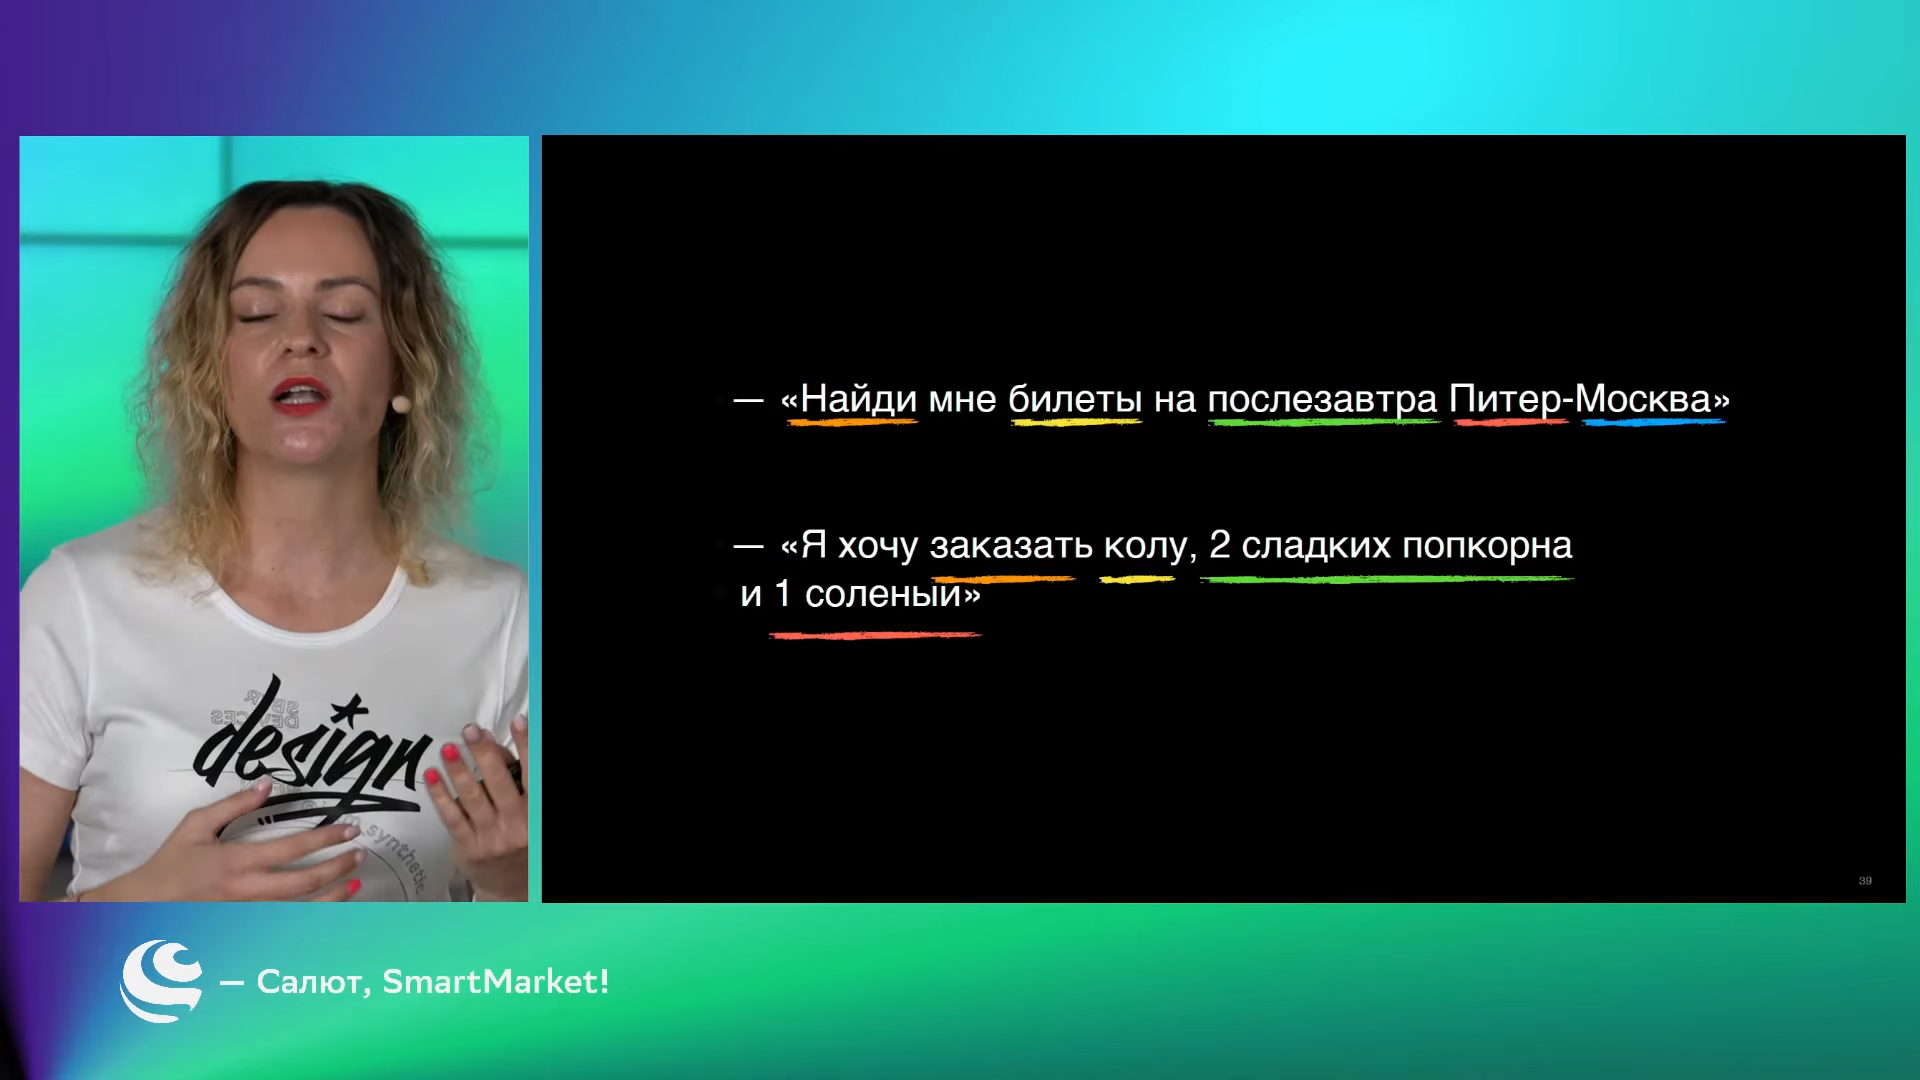 — «Найди мне билеты на послезавтра Питер-Москва»
— «Я хочу заказать колу, 2 сладких попкорна
и 1 соленый»
39
design
synthetic
— Салют, SmartMarket!